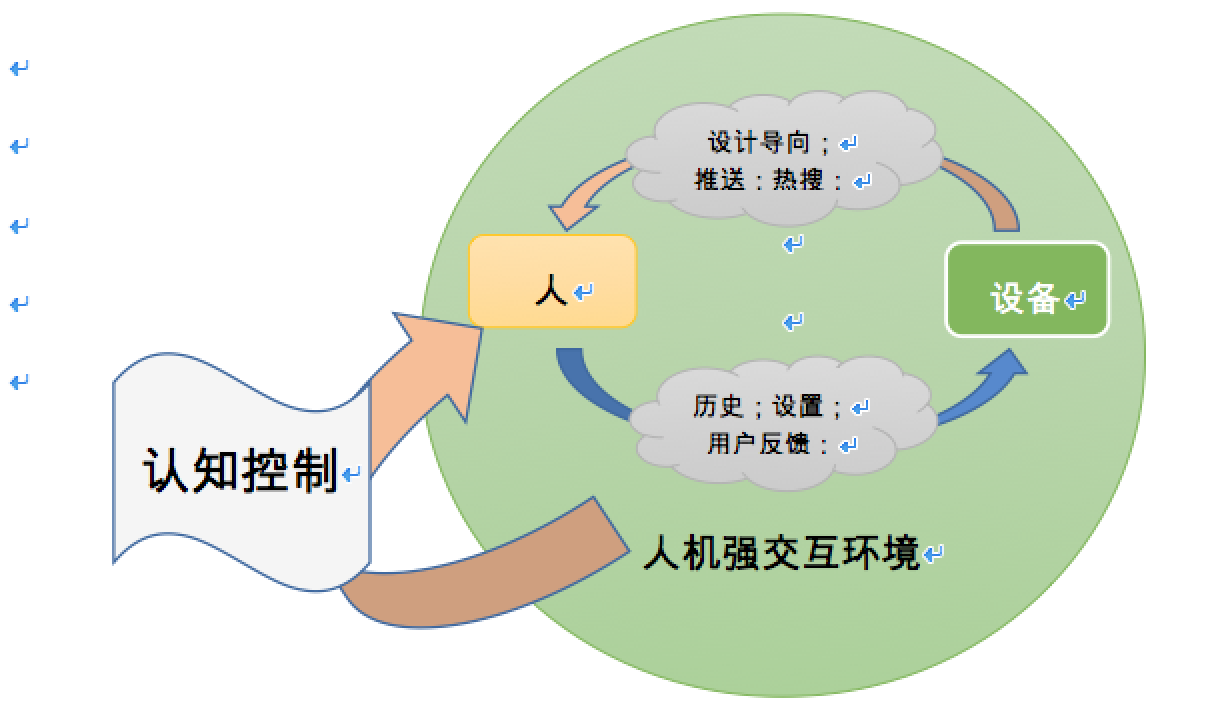 设计导向；
推送：热搜：
人
设备
历史；设置；
用户反馈：
认知控制
人机强交互环境